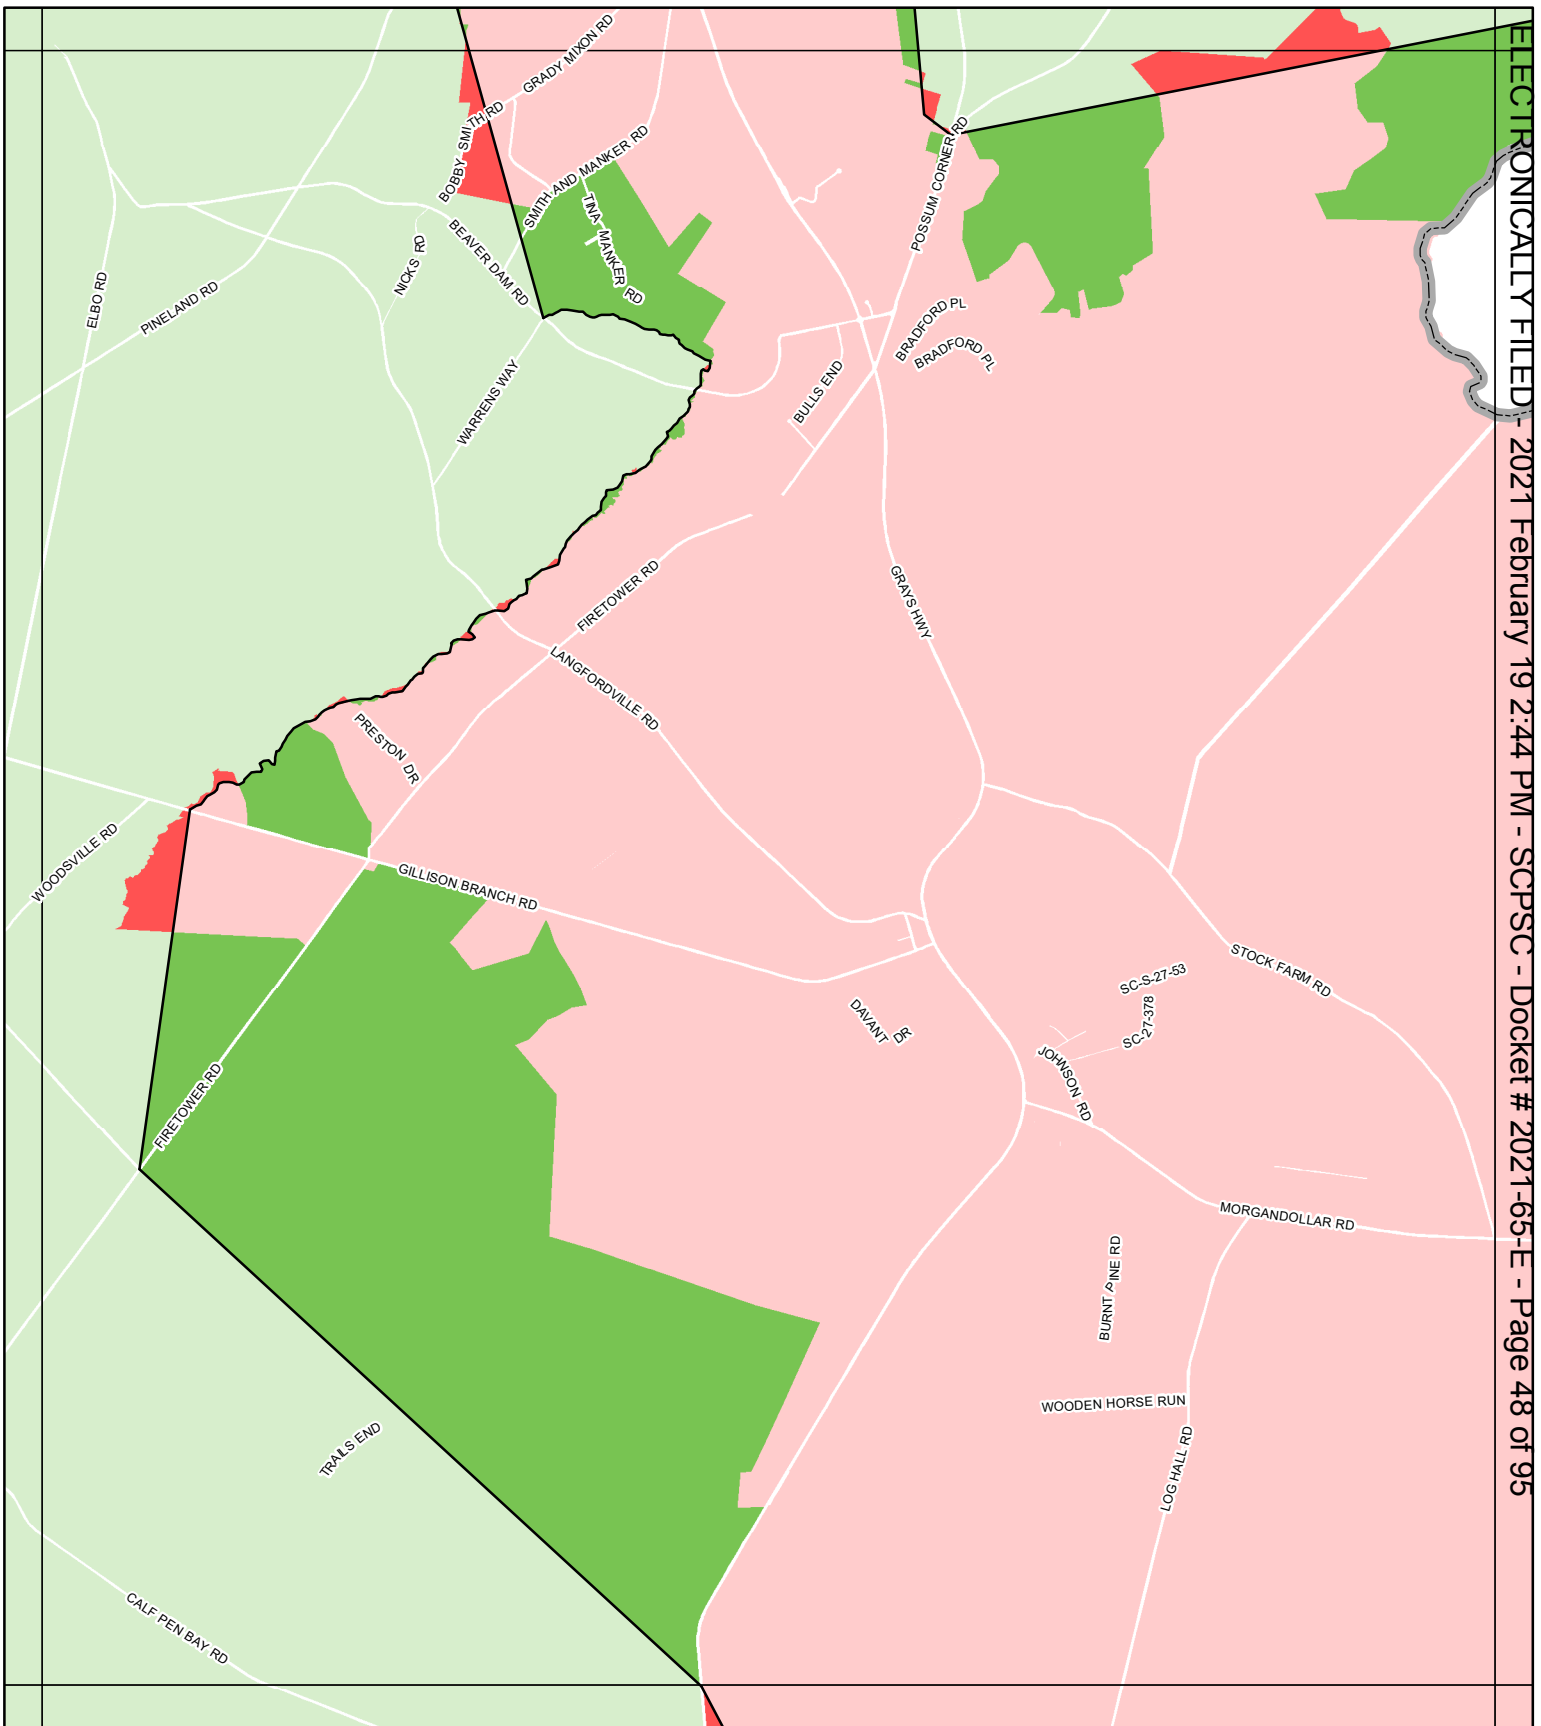 ELECTRONICALLY FILED - 2021 February 19 2:44 PM - SCPSC - Docket # 2021-65-E - Page 48 of 95
GRADY MIXON RD
BOBBY SMITH RD
SMITH AND MANKER RD
TINA MANKER RD
POSSUM CORNER RD
NICKS RD
BEAVER DAM RD
ELBO RD
PINELAND RD
BRADFORD PL
BRADFORD PL
BULLS END
WARRENS WAY
FIRETOWER RD
GRAYS HWY
LANGFORDVILLE RD
PRESTON DR
WOODSVILLE RD
GILLISON BRANCH RD
STOCK FARM RD
SC-S-27-53
SC-27-378
DAVANT DR
JOHNSON RD
FIRETOWER RD
MORGANDOLLAR RD
BURNT PINE RD
WOODEN HORSE RUN
LOG HALL RD
TRAILS END
CALF PEN BAY RD